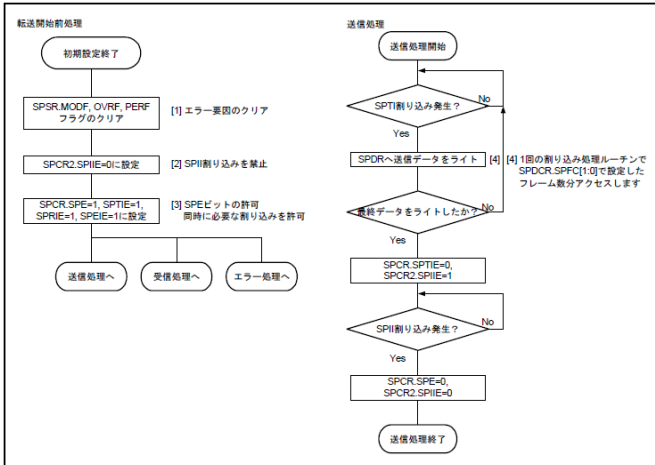 転送開始前処理
初期設定終了
SPSR.MODF, OVRF, PERF
フラグのクリア
[1] エラー要因のクリア
SPCR2.SPIIE=0に設定
[2] SPII割り込みを禁止
SPCR.SPE=1, SPTIE=1,
SPRIE=1, SPEIE=1に設定
[3] SPEビットの許可
同時に必要な割り込みを許可
送信処理へ
受信処理へ
エラー処理へ
送信処理
送信処理開始
SPTI割り込み発生？
No
Yes
SPDRへ送信データをライト
[4]
[4] 1回の割り込み処理ルーチンで
SPDCR.SPFC[1:0]で設定した
フレーム数分アクセスします
最終データをライトしたか？
No
Yes
SPCR.SPTIE=0,
SPCR2.SPIIE=1
SPII割り込み発生？
No
Yes
SPCR.SPE=0,
SPCR2.SPIIE=0
送信処理終了